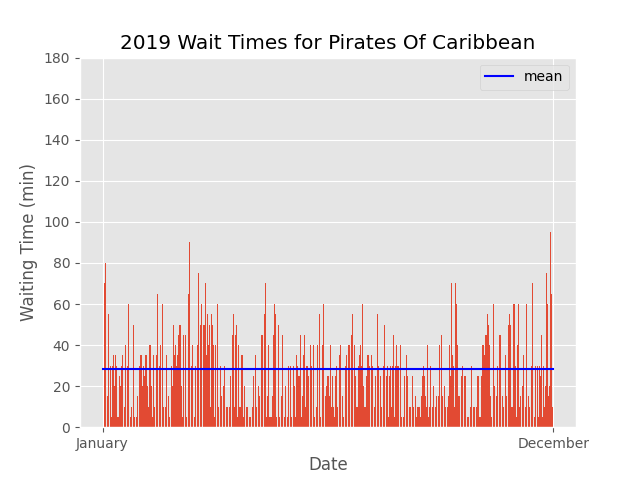 2019 Wait Times for Pirates Of Caribbean
mean
180
160
140
120
100
80
60
40
20
0
Waiting Time (min)
January
December
Date